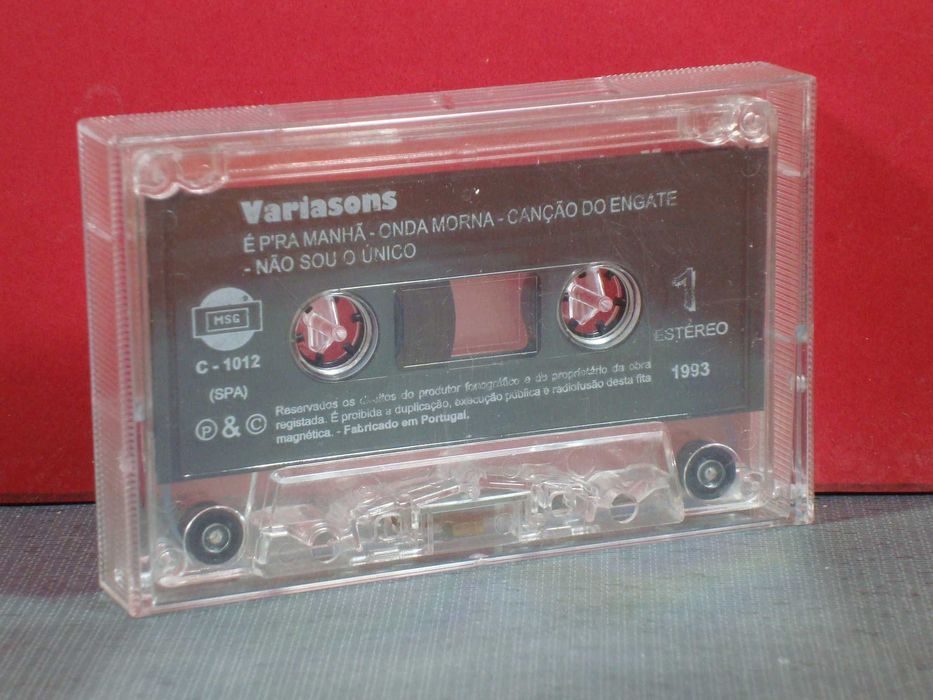 Variasons
É P'RA MANHÃ - ONDA MORNA - CANÇÃO DO ENGATE
- NÃO SOU O ÚNICO
MSG
C - 1012
(SPA)
P & C
1
ESTÉREO
1993
Reservados os direitos do produtor fonográfico e do proprietário da obra
registada. É proibida a duplicação, execução pública e radiofusão desta fita
magnética. - Fabricado em Portugal.